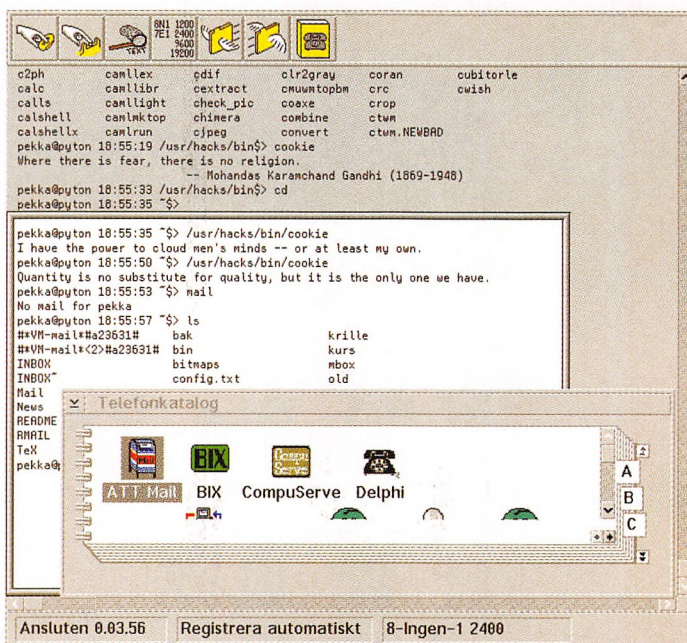 8N1 1200
7E1 2400
9600
19200
TEXT
c2ph camllex cdif clr2gray coran cubitorle
calc camllibr cextract cmuwmtopbm crc cwish
calls camllight check_pic coaxe crop
calshell camlmktop chimera combine ctwm
calshellx camlrun cjpeg convert ctwm.NEWBAD
pekka@pyton 18:55:19 /usr/hacks/bin$> cookie
Where there is fear, there is no religion.
-- Mohandas Karamchand Gandhi (1869-1948)
pekka@pyton 18:55:33 /usr/hacks/bin$> cd
pekka@pyton 18:55:35 ~$>
pekka@pyton 18:55:35 ~$> /usr/hacks/bin/cookie
I have the power to cloud men's minds -- or at least my own.
pekka@pyton 18:55:50 ~$> /usr/hacks/bin/cookie
Quantity is no substitute for quality, but it is the only one we have.
pekka@pyton 18:55:53 ~$> mail
No mail for pekka
pekka@pyton 18:55:57 ~$> ls
#*VM-mail*#a23631# bak krille
#*VM-mail*<2>#a23631# bin kurs
INBOX bitmaps mbox
INBOX~ config.txt old
Mail
News
README
RMAIL
TeX
pekka@p
Telefonkatalog
Mail
BIX
Compu
Serve
ATT Mail BIX CompuServe Delphi
A
B
C
Ansluten 0.03.56 Registrera automatiskt 8-Ingen-1 2400